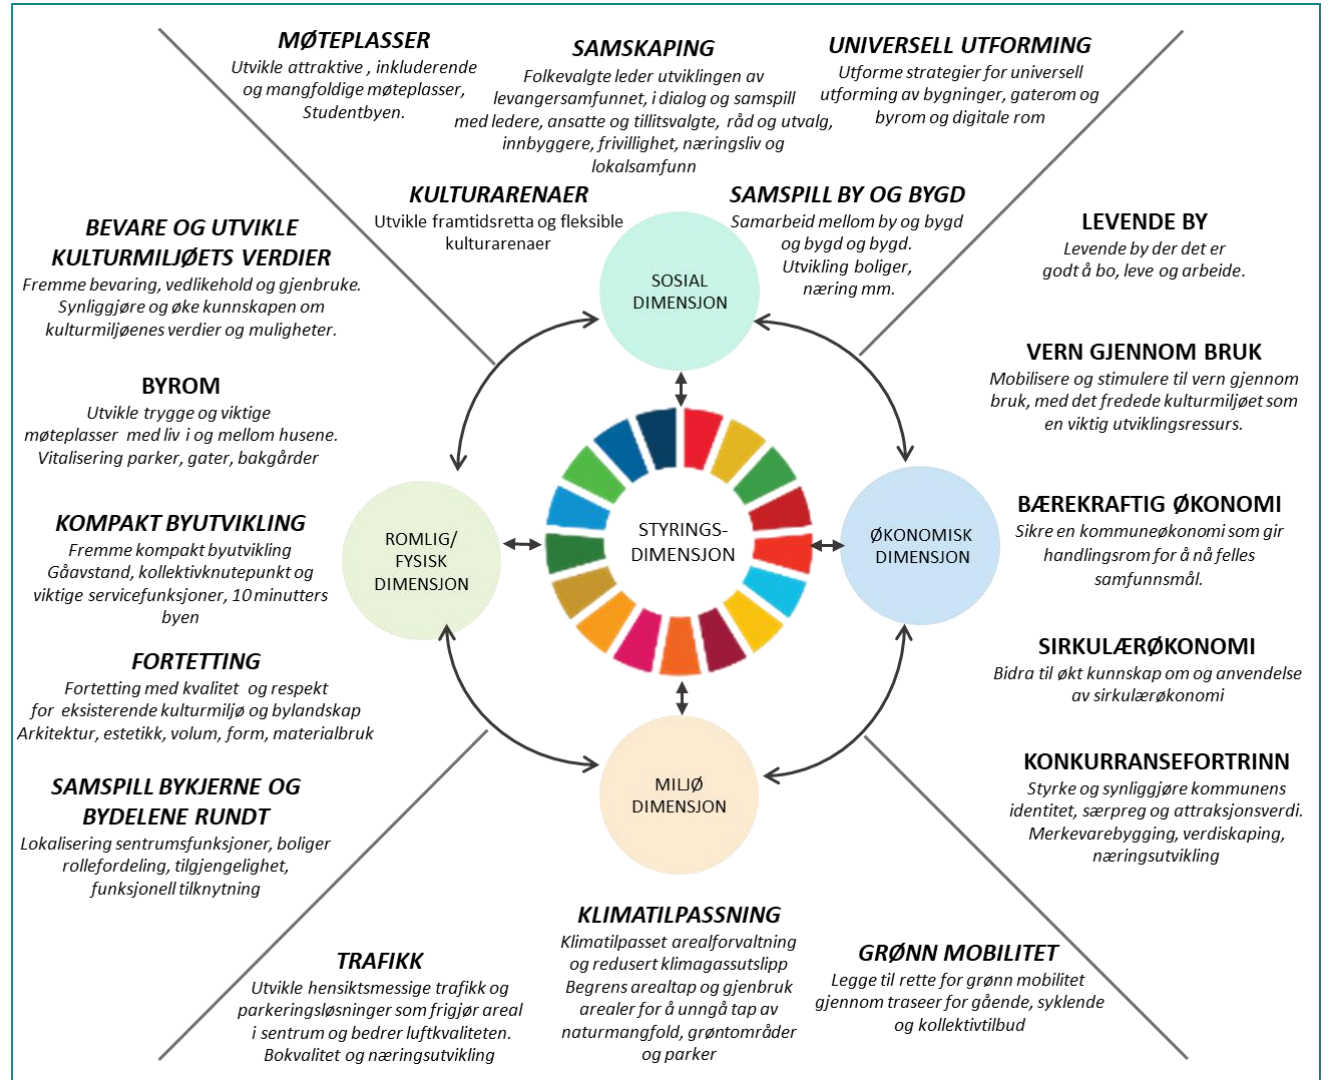 MØTEPLASSER
Utvikle attraktive , inkluderende
og mangfoldige møteplasser,
Studentbyen.
SAMSKAPING
Folkevalgte leder utviklingen av
levangersamfunnet, i dialog og samspill
med ledere, ansatte og tillitsvalgte, råd og utvalg,
innbyggere, frivillighet, næringsliv og
lokalsamfunn
UNIVERSELL UTFORMING
Utforme strategier for universell
utforming av bygninger, gaterom og
byrom og digitale rom
KULTURARENAER
Utvikle framtidsretta og fleksible
kulturarenaer
SAMSPILL BY OG BYGD
Samarbeid mellom by og bygd
og bygd og bygd.
Utvikling boliger,
næring mm.
BEVARE OG UTVIKLE
KULTURMILJØETS VERDIER
Fremme bevaring, vedlikehold og gjenbruke.
Synliggjøre og øke kunnskapen om
kulturmiljøenes verdier og muligheter.
BYROM
Utvikle trygge og viktige
møteplasser med liv i og mellom husene.
Vitalisering parker, gater, bakgårder
KOMPAKT BYUTVIKLING
Fremme kompakt byutvikling
Gåavstand, kollektivknutepunkt og
viktige servicefunksjoner, 10 minutters
byen
FORTETTING
Fortetting med kvalitet og respekt
for eksisterende kulturmiljø og bylandskap
Arkitektur, estetikk, volum, form, materialbruk
SAMSPILL BYKJERNE OG
BYDELENE RUNDT
Lokalisering sentrumsfunksjoner, boliger
rollefordeling, tilgjengelighet,
funksjonell tilknytning
SOSIAL
DIMENSJON
ROMLIG/
FYSISK
DIMENSJON
STYRINGS-
DIMENSJON
ØKONOMISK
DIMENSJON
MILJØ
DIMENSJON
LEVENDE BY
Levende by der det er
godt å bo, leve og arbeide.
VERN GJENNOM BRUK
Mobilisere og stimulere til vern gjennom
bruk, med det fredede kulturmiljøet som
en viktig utviklingsressurs.
BÆREKRAFTIG ØKONOMI
Sikre en kommuneøkonomi som gir
handlingsrom for å nå felles
samfunnsmål.
SIRKULÆRØKONOMI
Bidra til økt kunnskap om og anvendelse
av sirkulærøkonomi
KONKURRANSEFORTRINN
Styrke og synliggjøre kommunens
identitet, særpreg og attraksjonsverdi.
Merkevarebygging, verdiskaping,
næringsutvikling
TRAFIKK
Utvikle hensiktsmessige trafikk og
parkeringsløsninger som frigjør areal
i sentrum og bedrer luftkvaliteten.
Bokvalitet og næringsutvikling
KLIMATILPASSNING
Klimatilpasset arealforvaltning
og redusert klimagassutslipp
Begrens arealtap og gjenbruk
arealer for å unngå tap av
naturmangfold, grøntområder
og parker
GRØNN MOBILITET
Legge til rette for grønn mobilitet
gjennom traseer for gående, syklende
og kollektivtilbud